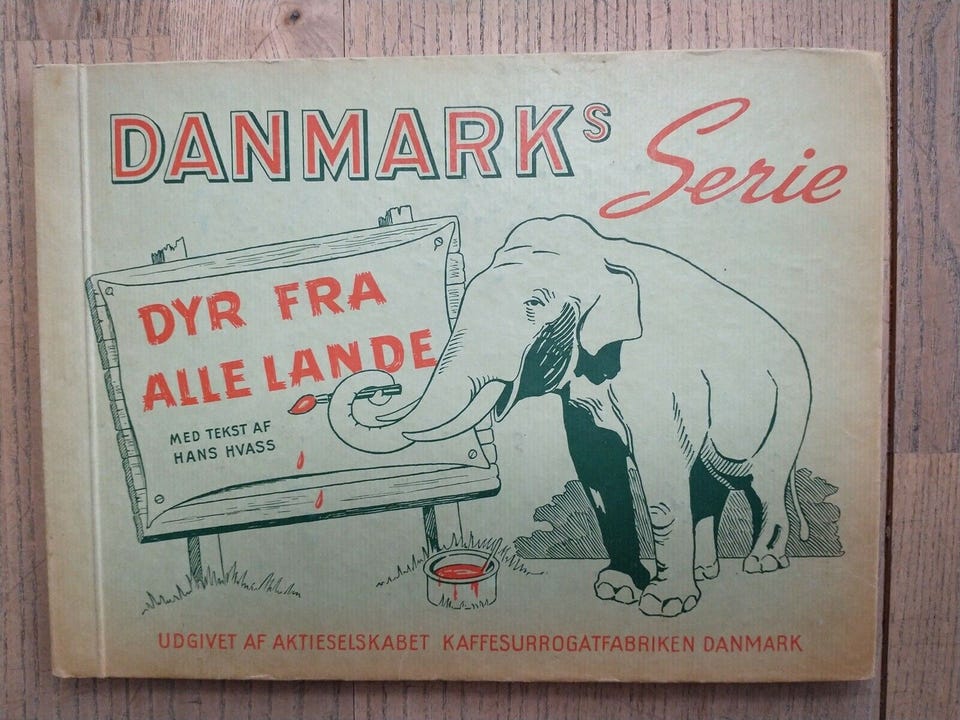 DANMARKs Serie
DYR FRA
ALLE LANDE
MED TEKST AF
HANS HVASS
UDGIVET AF AKTIESELSKABET KAFFESURROGATFABRIKEN DANMARK